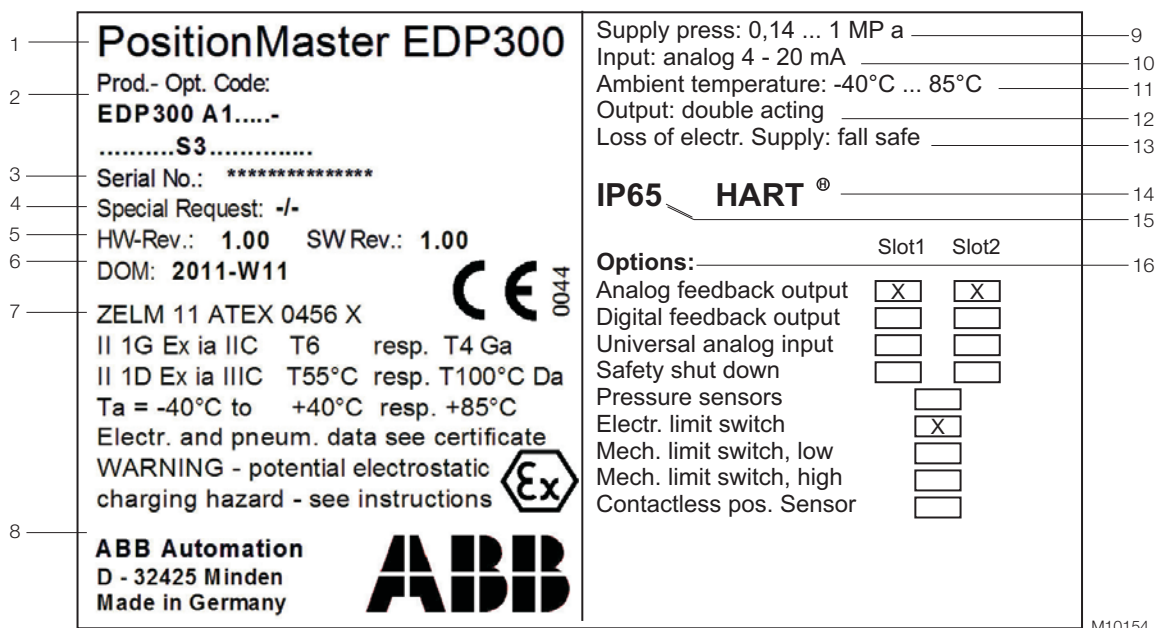 1
PositionMaster EDP300
2
Prod.- Opt. Code:
EDP300 A1.....-
..........S3.............
3
Serial No.: ***************
4
Special Request: -/-
5
HW-Rev.: 1.00 SW Rev.: 1.00
6
DOM: 2011-W11
CE 0044
7
ZELM 11 ATEX 0456 X
II 1G Ex ia IIC T6 resp. T4 Ga
II 1D Ex ia IIIC T55°C resp. T100°C Da
Ta = -40°C to +40°C resp. +85°C
Electr. and pneum. data see certificate
WARNING - potential electrostatic
charging hazard - see instructions
Ex
8
ABB Automation
D - 32425 Minden
Made in Germany
ABB
Supply press: 0,14 ... 1 MP a
9
Input: analog 4 - 20 mA
10
Ambient temperature: -40°C ... 85°C
11
Output: double acting
12
Loss of electr. Supply: fall safe
13
IP65 HART ®
14
15
Slot1 Slot2
Options:
16
Analog feedback output X X
Digital feedback output
Universal analog input
Safety shut down
Pressure sensors
Electr. limit switch X
Mech. limit switch, low
Mech. limit switch, high
Contactless pos. Sensor
M10154